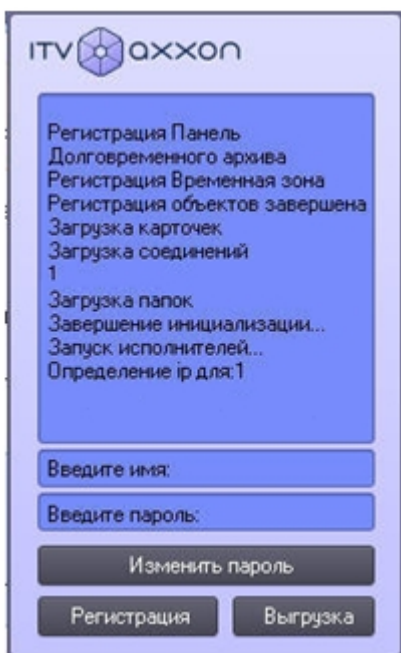 ITV AXXON
Регистрация Панель
Долговременного архива
Регистрация Временная зона
Регистрация объектов завершена
Загрузка карточек
Загрузка соединений
1
Загрузка папок
Завершение инициализации...
Запуск исполнителей...
Определение ip для:1
Введите имя:
Введите пароль:
Изменить пароль
Регистрация Выгрузка